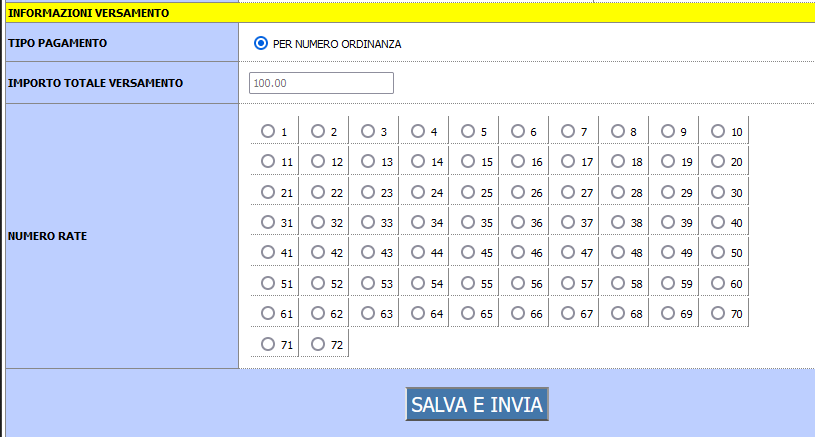 INFORMAZIONI VERSAMENTO
TIPO PAGAMENTO PER NUMERO ORDINANZA
IMPORTO TOTALE VERSAMENTO 100.00
NUMERO RATE
1 2 3 4 5 6 7 8 9 10
11 12 13 14 15 16 17 18 19 20
21 22 23 24 25 26 27 28 29 30
31 32 33 34 35 36 37 38 39 40
41 42 43 44 45 46 47 48 49 50
51 52 53 54 55 56 57 58 59 60
61 62 63 64 65 66 67 68 69 70
71 72
SALVA E INVIA